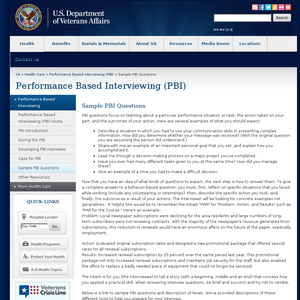 U.S. Department
of Veterans Affairs
Health
Benefits
Burials & Memorials
About VA
Resources
Media Room
Locations
Contact Us
VA » Health Care » Performance Based Interviewing (PBI) » Sample PBI Questions
Performance Based Interviewing (PBI)
Performance Based
Interviewing
Performance Based
Interviewing (PBI) Home
PBI Introduction
During the PBI
Developing PBI Interviews
Case for PBI
Sample PBI Questions
Other Resources
More Health Care
Hospital Locator
Zip Code
Go
Health Programs
Protect Your Health
A-Z Health Topics
Veterans
Crisis Line
Sample PBI Questions
PBI questions focus on learning about a particular performance situation or task, the action taken on your
part, and the outcomes of your action. Here are several examples of what you should expect:
Describe a situation in which you had to use your communication skills in presenting complex
information. How did you determine whether your message was received? (with the original question
you are assuming the person did understand.)
Share with me an example of an important personal goal that you set, and explain how you
accomplished it.
Lead me through a decision-making process on a major project you've completed.
Have you ever had many different tasks given to you at the same time? How did you manage
these?
Give an example of a time you had to make a difficult decision.
Now that you have an idea of what kinds of questions to expect, the next step is how to answer them. To give
a complete answer to a behavior based question, you must, first, reflect on specific situations that you faced
while working (include any volunteering or internships), then, describe the specific action you took, and,
finally, the outcome as a result of your actions. The interviewer will be looking for concrete examples not
generalities. A helpful hint would be to remember the initials "PAR" for "Problem, Action, and Results" such as
"PAR for the course." Here's an example:
Problem: Local newspaper subscriptions were declining for the area residents and large numbers of long-
term subscribers were not renewing contracts. With the majority of the newspaper's revenue generated from
subscriptions, this reduction in renewals would have an enormous affect on the future of the paper, especially
employment.
Action: Evaluated original subscription rates and designed a new promotional package that offered special
rates for all renewal subscriptions.
Results: Increased renewal subscriptions by 25 percent over the same period last year. This promotional
package not only increased renewal subscriptions and maintains job security for the staff, but also enabled
the office to replace a badly needed piece of equipment that could no longer be serviced.
The intent is for you (the interviewee) to tell a story (with a beginning, middle and an end) that conveys how
you applied a practical skill. When answering interview questions, be brief and succinct and try not to ramble.
Below is a link to sample PBI questions and description of levels. We've provided descriptions of these
different tools to help you prepare for your interview.